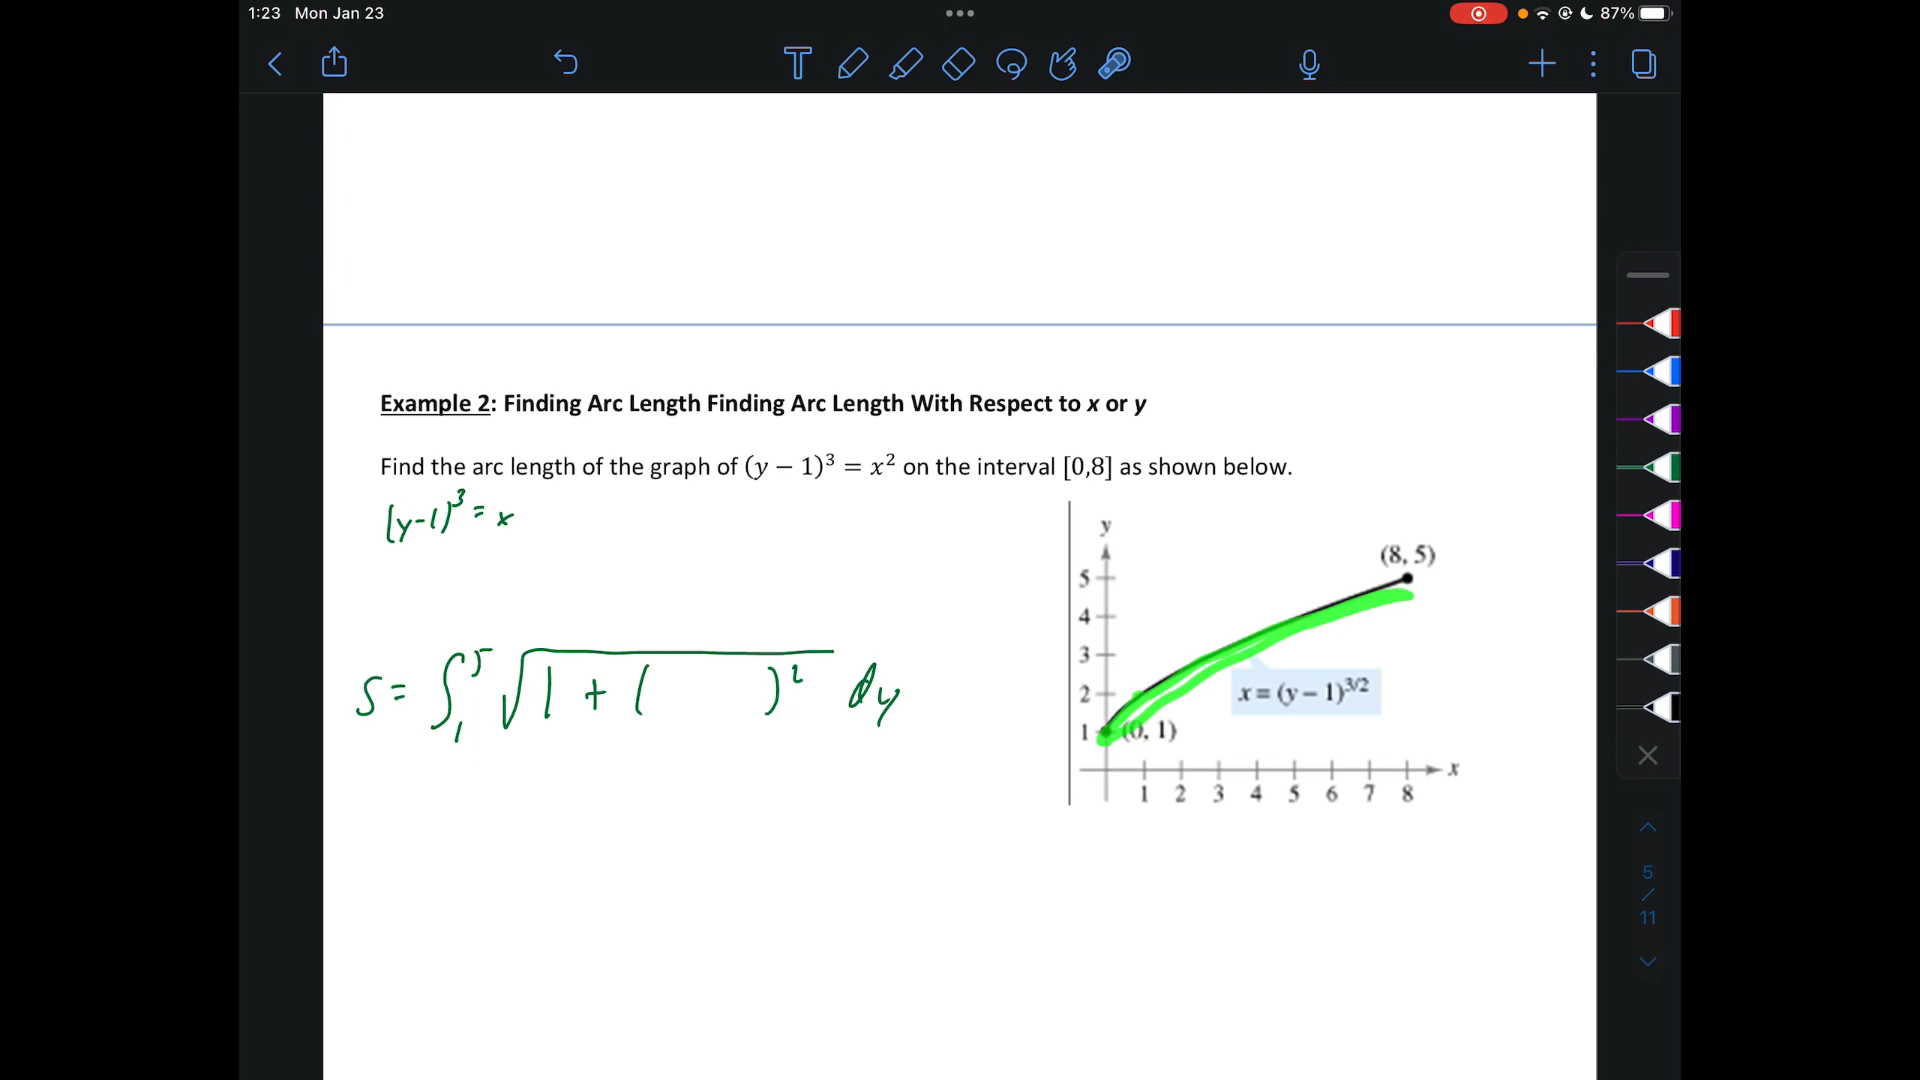 1:23 Mon Jan 23
87%
Example 2: Finding Arc Length Finding Arc Length With Respect to x or y
Find the arc length of the graph of (y − 1)³ = x² on the interval [0,8] as shown below.
(y-1)³ = x
y
(8, 5)
5
4
3
2
1
(0, 1)
x = (y – 1)^3/2
x
1 2 3 4 5 6 7 8
S = ∫₁⁵ √(1 + ( )²) dy
5
/
11